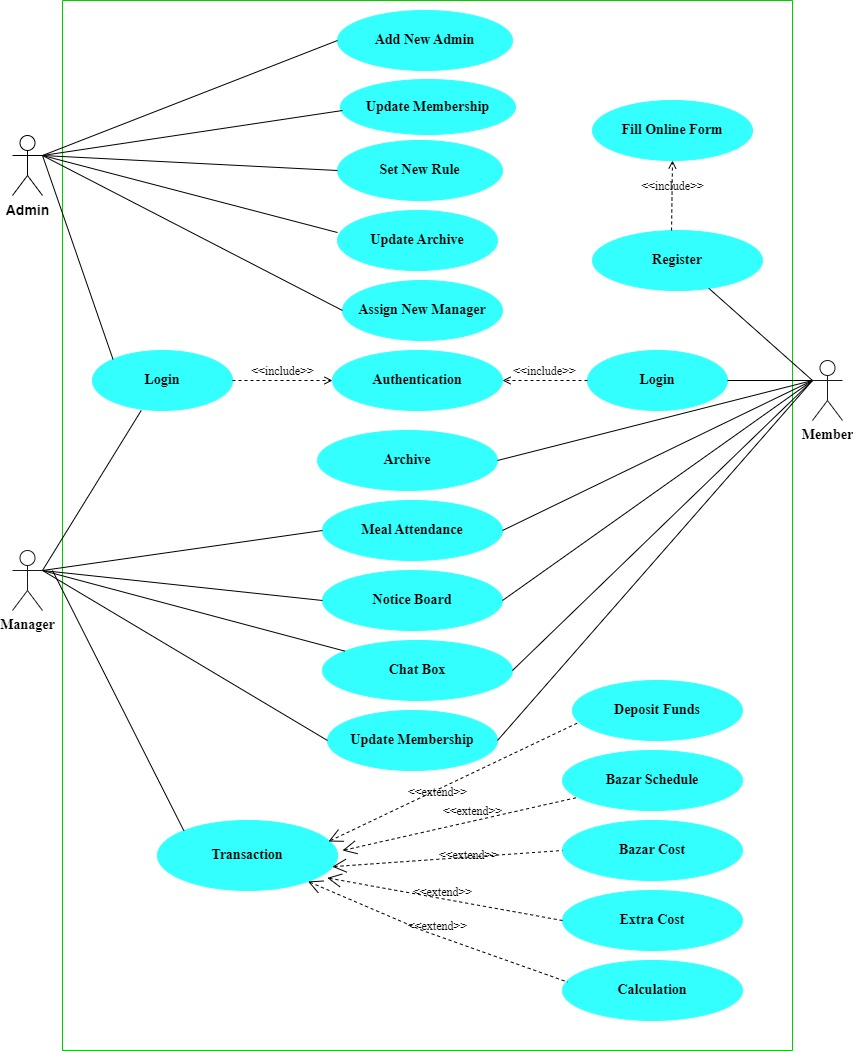 Add New Admin
Update Membership
Fill Online Form
Set New Rule
<<include>>
Admin
Update Archive
Register
Assign New Manager
Login
<<include>>
Authentication
<<include>>
Login
Member
Archive
Meal Attendance
Notice Board
Manager
Chat Box
Deposit Funds
Update Membership
Bazar Schedule
<<extend>>
<<extend>>
Transaction
<<extend>>
Bazar Cost
<<extend>>
Extra Cost
<<extend>>
Calculation